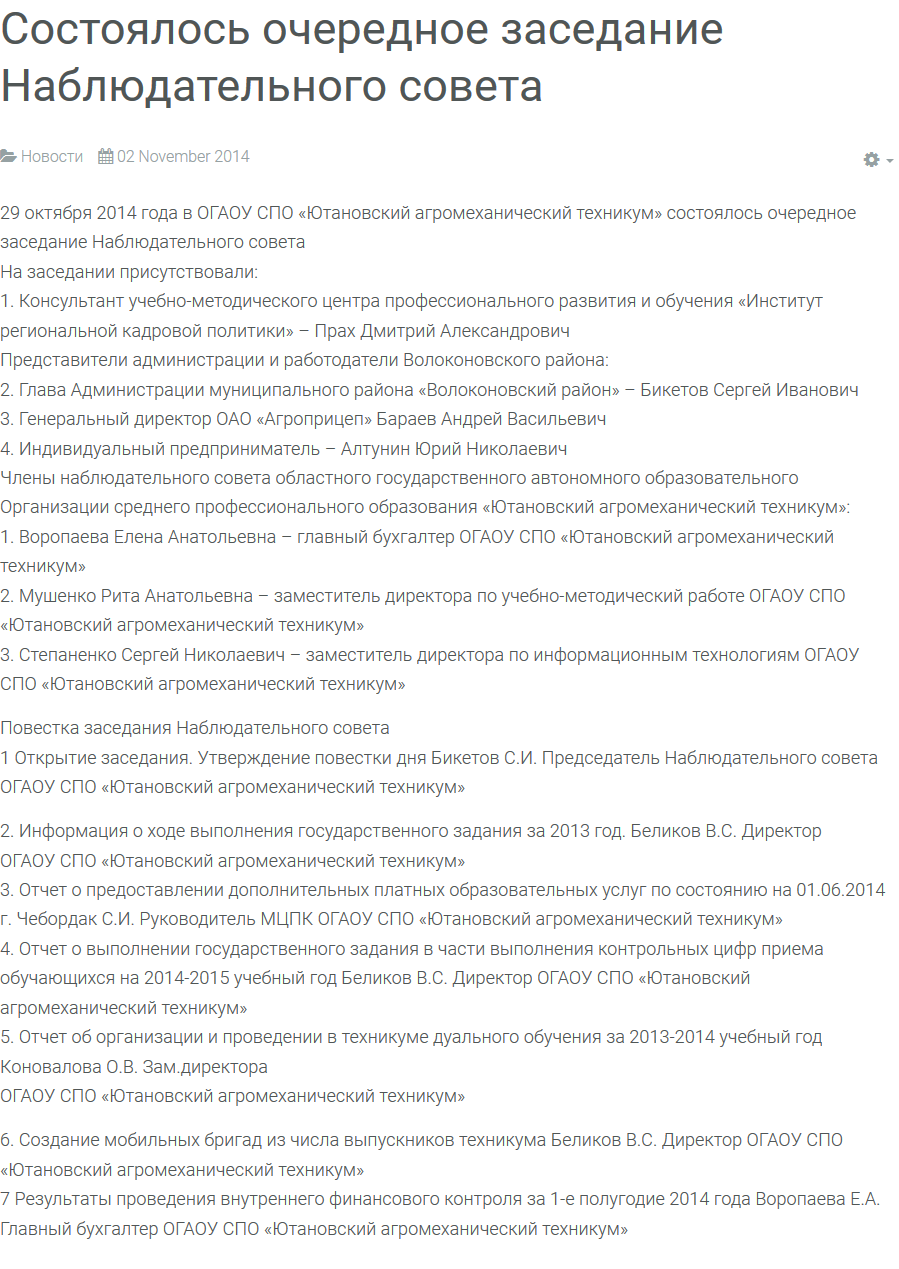 Состоялось очередное заседание
Наблюдательного совета
Новости 02 November 2014
29 октября 2014 года в ОГАОУ СПО «Ютановский агромеханический техникум» состоялось очередное
заседание Наблюдательного совета
На заседании присутствовали:
1. Консультант учебно-методического центра профессионального развития и обучения «Институт
региональной кадровой политики» – Прах Дмитрий Александрович
Представители администрации и работодатели Волоконовского района:
2. Глава Администрации муниципального района «Волоконовский район» – Бикетов Сергей Иванович
3. Генеральный директор ОАО «Агроприцеп» Бараев Андрей Васильевич
4. Индивидуальный предприниматель – Алтунин Юрий Николаевич
Члены наблюдательного совета областного государственного автономного образовательного
Организации среднего профессионального образования «Ютановский агромеханический техникум»:
1. Воропаева Елена Анатольевна – главный бухгалтер ОГАОУ СПО «Ютановский агромеханический
техникум»
2. Мушенко Рита Анатольевна – заместитель директора по учебно-методический работе ОГАОУ СПО
«Ютановский агромеханический техникум»
3. Степаненко Сергей Николаевич – заместитель директора по информационным технологиям ОГАОУ
СПО «Ютановский агромеханический техникум»
Повестка заседания Наблюдательного совета
1 Открытие заседания. Утверждение повестки дня Бикетов С.И. Председатель Наблюдательного совета
ОГАОУ СПО «Ютановский агромеханический техникум»
2. Информация о ходе выполнения государственного задания за 2013 год. Беликов В.С. Директор
ОГАОУ СПО «Ютановский агромеханический техникум»
3. Отчет о предоставлении дополнительных платных образовательных услуг по состоянию на 01.06.2014
г. Чебордак С.И. Руководитель МЦПК ОГАОУ СПО «Ютановский агромеханический техникум»
4. Отчет о выполнении государственного задания в части выполнения контрольных цифр приема
обучающихся на 2014-2015 учебный год Беликов В.С. Директор ОГАОУ СПО «Ютановский
агромеханический техникум»
5. Отчет об организации и проведении в техникуме дуального обучения за 2013-2014 учебный год
Коновалова О.В. Зам.директора
ОГАОУ СПО «Ютановский агромеханический техникум»
6. Создание мобильных бригад из числа выпускников техникума Беликов В.С. Директор ОГАОУ СПО
«Ютановский агромеханический техникум»
7 Результаты проведения внутреннего финансового контроля за 1-е полугодие 2014 года Воропаева Е.А.
Главный бухгалтер ОГАОУ СПО «Ютановский агромеханический техникум»